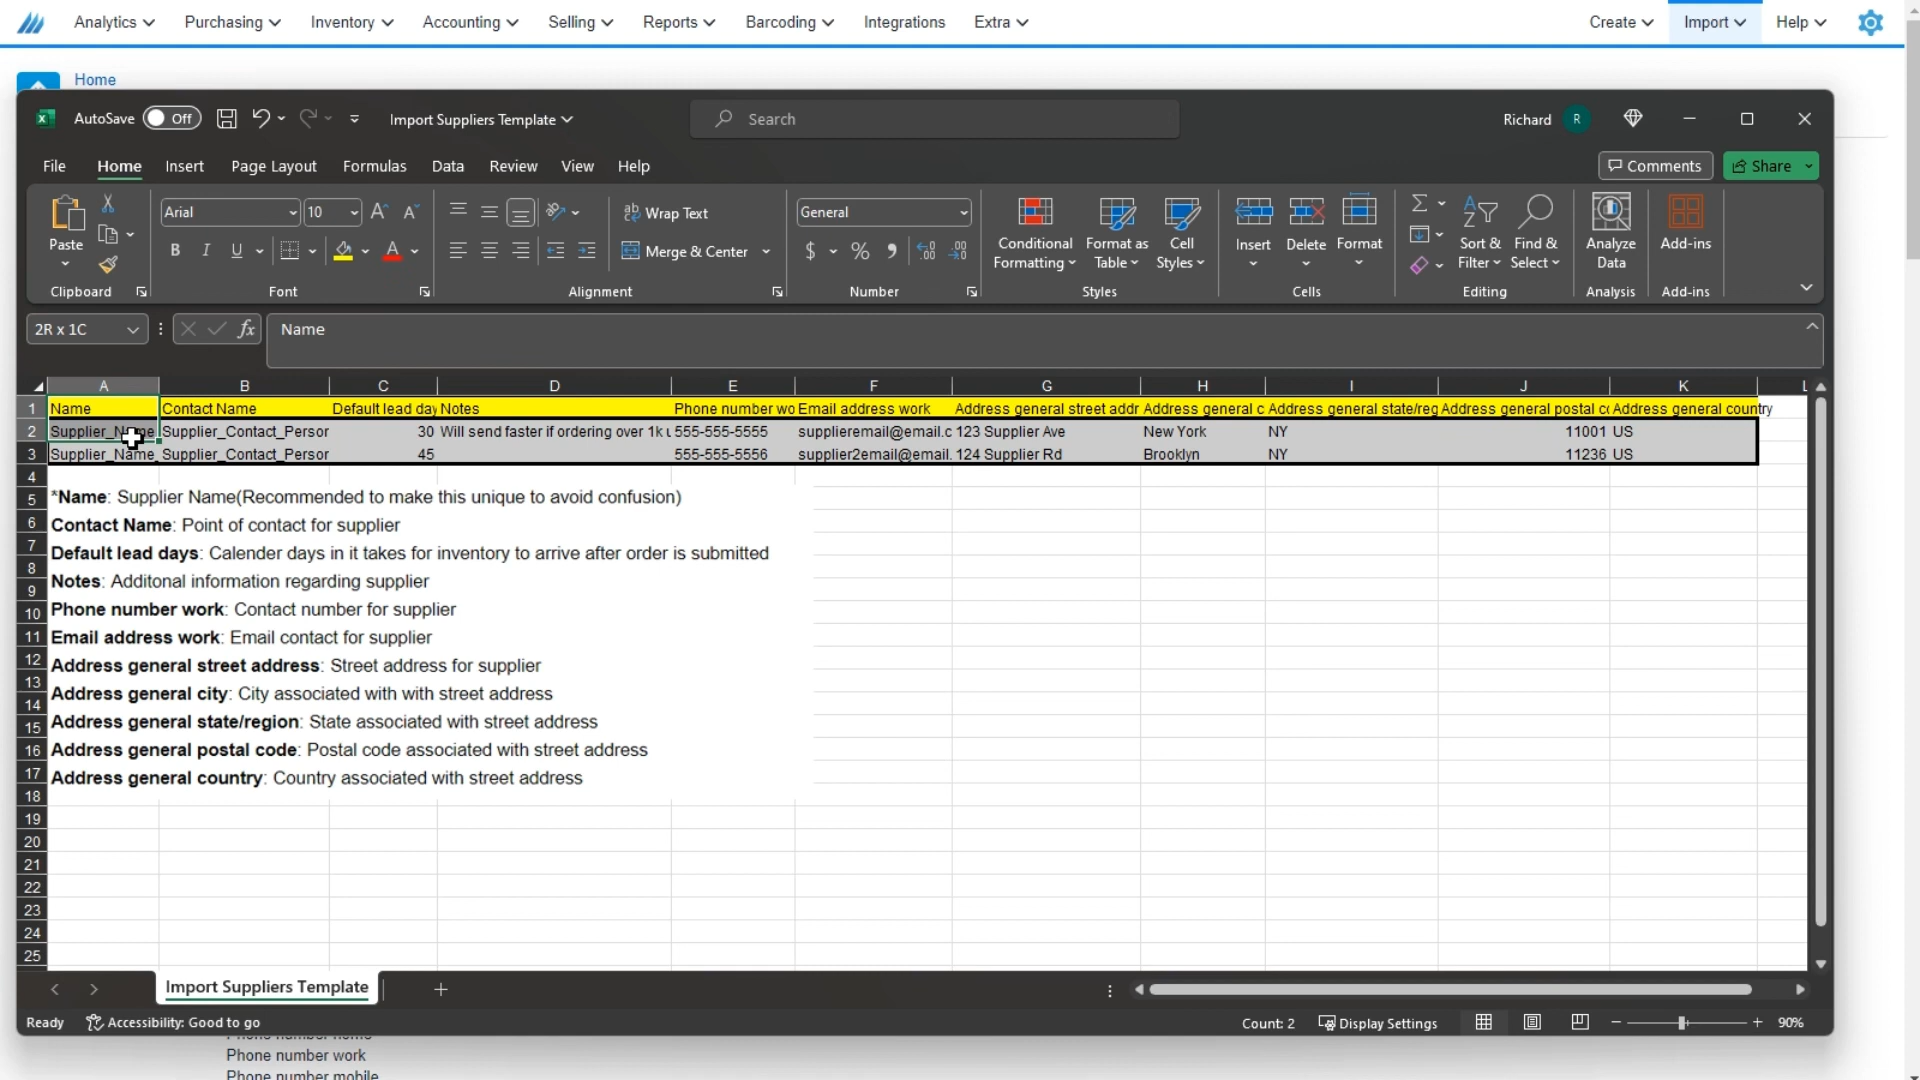 Analytics Purchasing Inventory Accounting Selling Reports Barcoding Integrations Extra Create Import Help
Home
AutoSave Off Import Suppliers Template Search Richard R
File Home Insert Page Layout Formulas Data Review View Help Comments Share
Paste Arial 10 Wrap Text General Conditional Formatting Format as Table Cell Styles Insert Delete Format Sort & Filter Find & Select Analyze Data Add-ins
B I U A Merge & Center $ %
Clipboard Font Alignment Number Styles Cells Editing Analysis Add-ins
2R x 1C fx Name
A B C D E F G H I J K L
1 Name Contact Name Default lead day Notes Phone number wo Email address work Address general street addr Address general c Address general state/reg Address general postal co Address general country
2 Supplier_Name Supplier_Contact_Person 30 Will send faster if ordering over 1k u 555-555-5555 supplieremail@email.c 123 Supplier Ave New York NY 11001 US
3 Supplier_Name_ Supplier_Contact_Person 45 555-555-5556 supplier2email@email. 124 Supplier Rd Brooklyn NY 11236 US
4
5 *Name: Supplier Name(Recommended to make this unique to avoid confusion)
6 Contact Name: Point of contact for supplier
7 Default lead days: Calender days in it takes for inventory to arrive after order is submitted
8
9 Notes: Additonal information regarding supplier
10 Phone number work: Contact number for supplier
11 Email address work: Email contact for supplier
12 Address general street address: Street address for supplier
13
14 Address general city: City associated with with street address
15 Address general state/region: State associated with street address
16 Address general postal code: Postal code associated with street address
17 Address general country: Country associated with street address
18
19
20
21
22
23
24
25
Import Suppliers Template
Ready Accessibility: Good to go Count: 2 Display Settings 90%
Phone number home
Phone number work
Phone number mobile